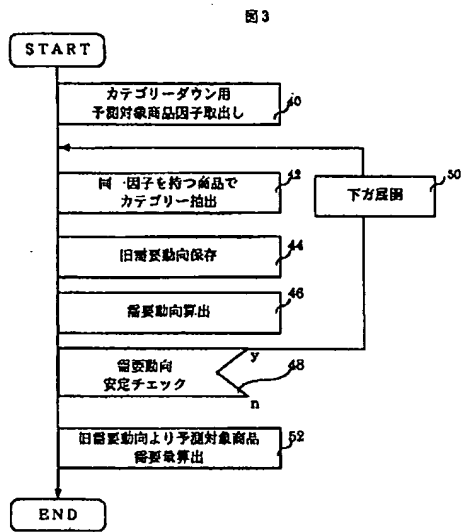 図3
START
カテゴリーダウン用
予測対象商品因子取出し
40
同一因子を持つ商品で
カテゴリー抽出
42
下方展開
50
旧需要動向保存
44
需要動向算出
46
y
需要動向
安定チェック
48
n
旧需要動向より予測対象商品
需要量算出
52
END